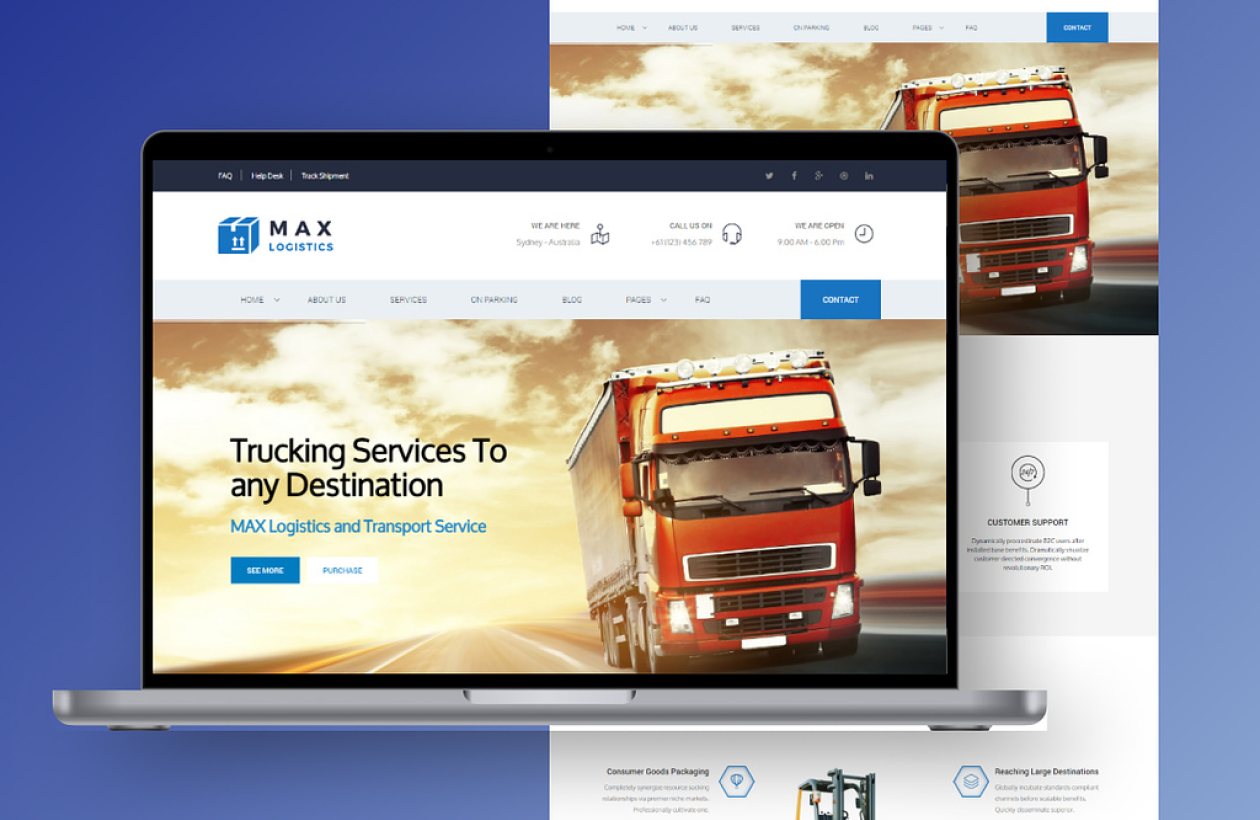 HOME ABOUT US SERVICES ON PARKING BLOG PAGES FAQ CONTACT
FAQ Help Desk Truck Shipment
MAX
LOGISTICS
WE ARE HERE
Sydney - Australia
CALL US ON
+61(123) 456 789
WE ARE OPEN
9:00 AM - 6:00 Pm
HOME ABOUT US SERVICES ON PARKING BLOG PAGES FAQ CONTACT
Trucking Services To
any Destination
MAX Logistics and Transport Service
SEE MORE PURCHASE
24/7
CUSTOMER SUPPORT
Dynamically procrastinate B2C users after
installed base benefits. Dramatically visualize
customer directed convergence without
revolutionary ROI.
Consumer Goods Packaging
Completely synergize resource sucking
relationships via premier niche markets.
Professionally cultivate one.
Reaching Large Destinations
Globally incubate standards compliant
channels before scalable benefits.
Quickly disseminate superior.